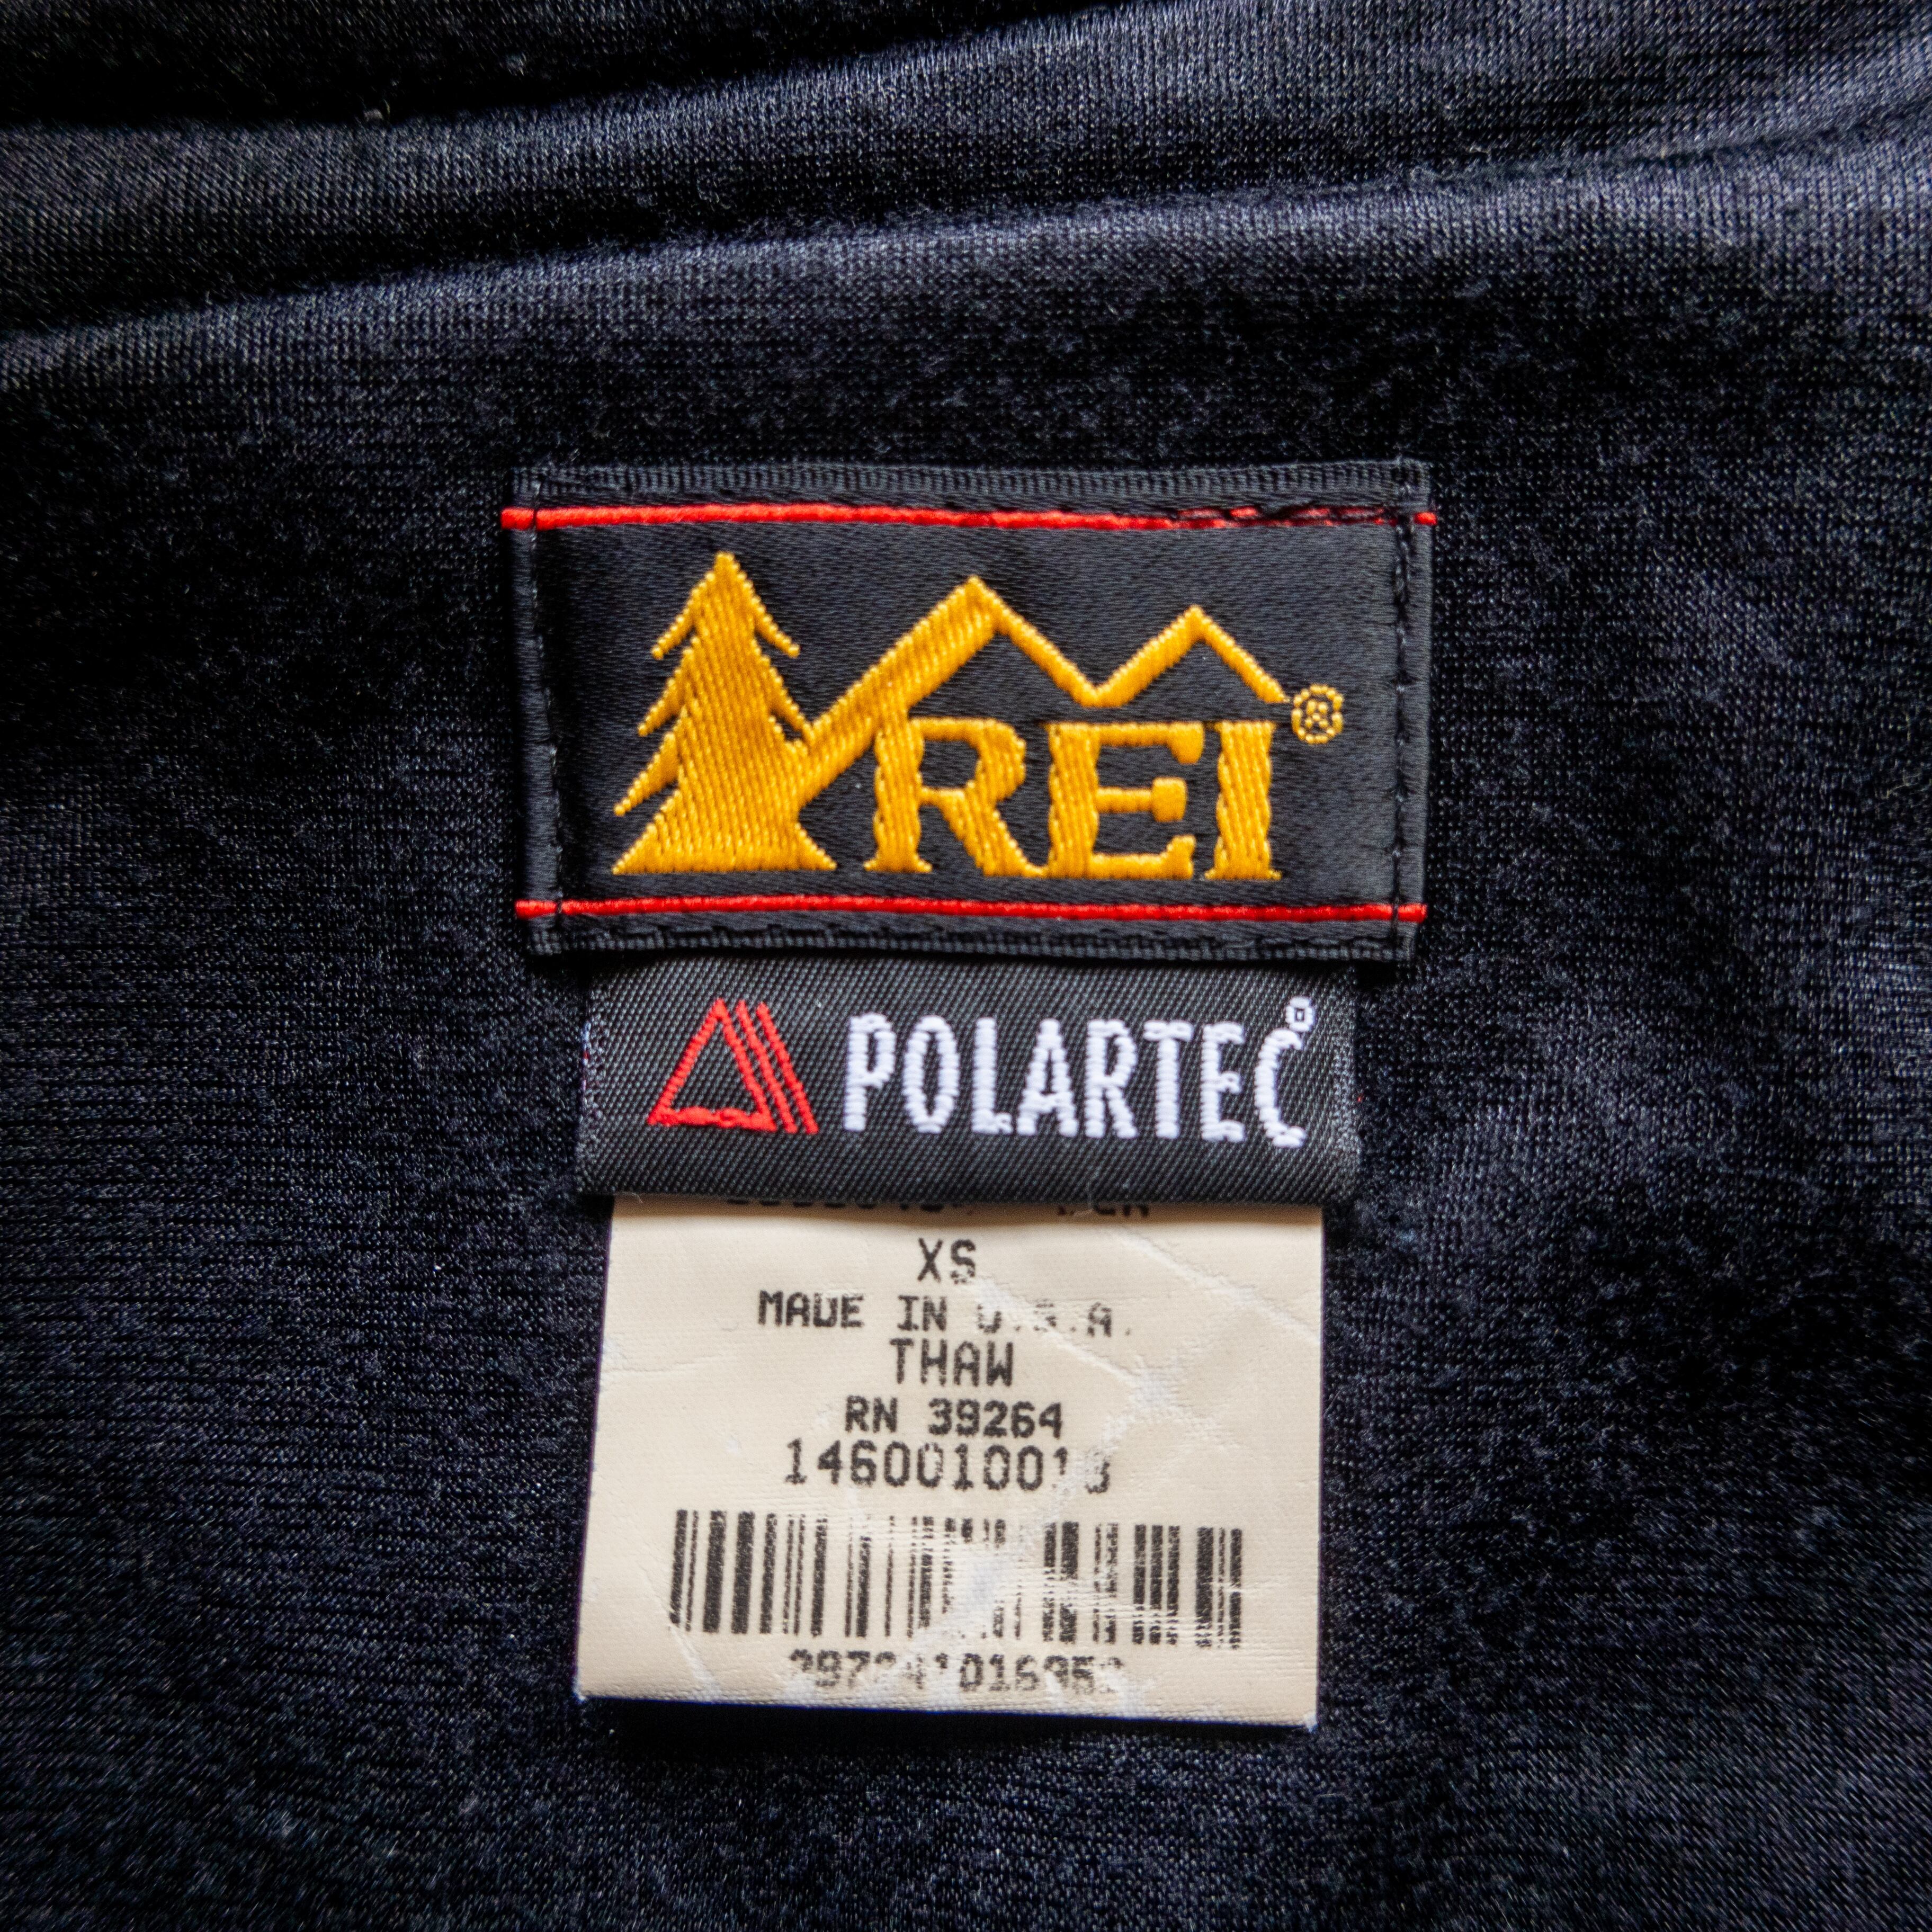 REI®
POLARTEC®
XS
MADE IN U.S.A.
THAW
RN 39264